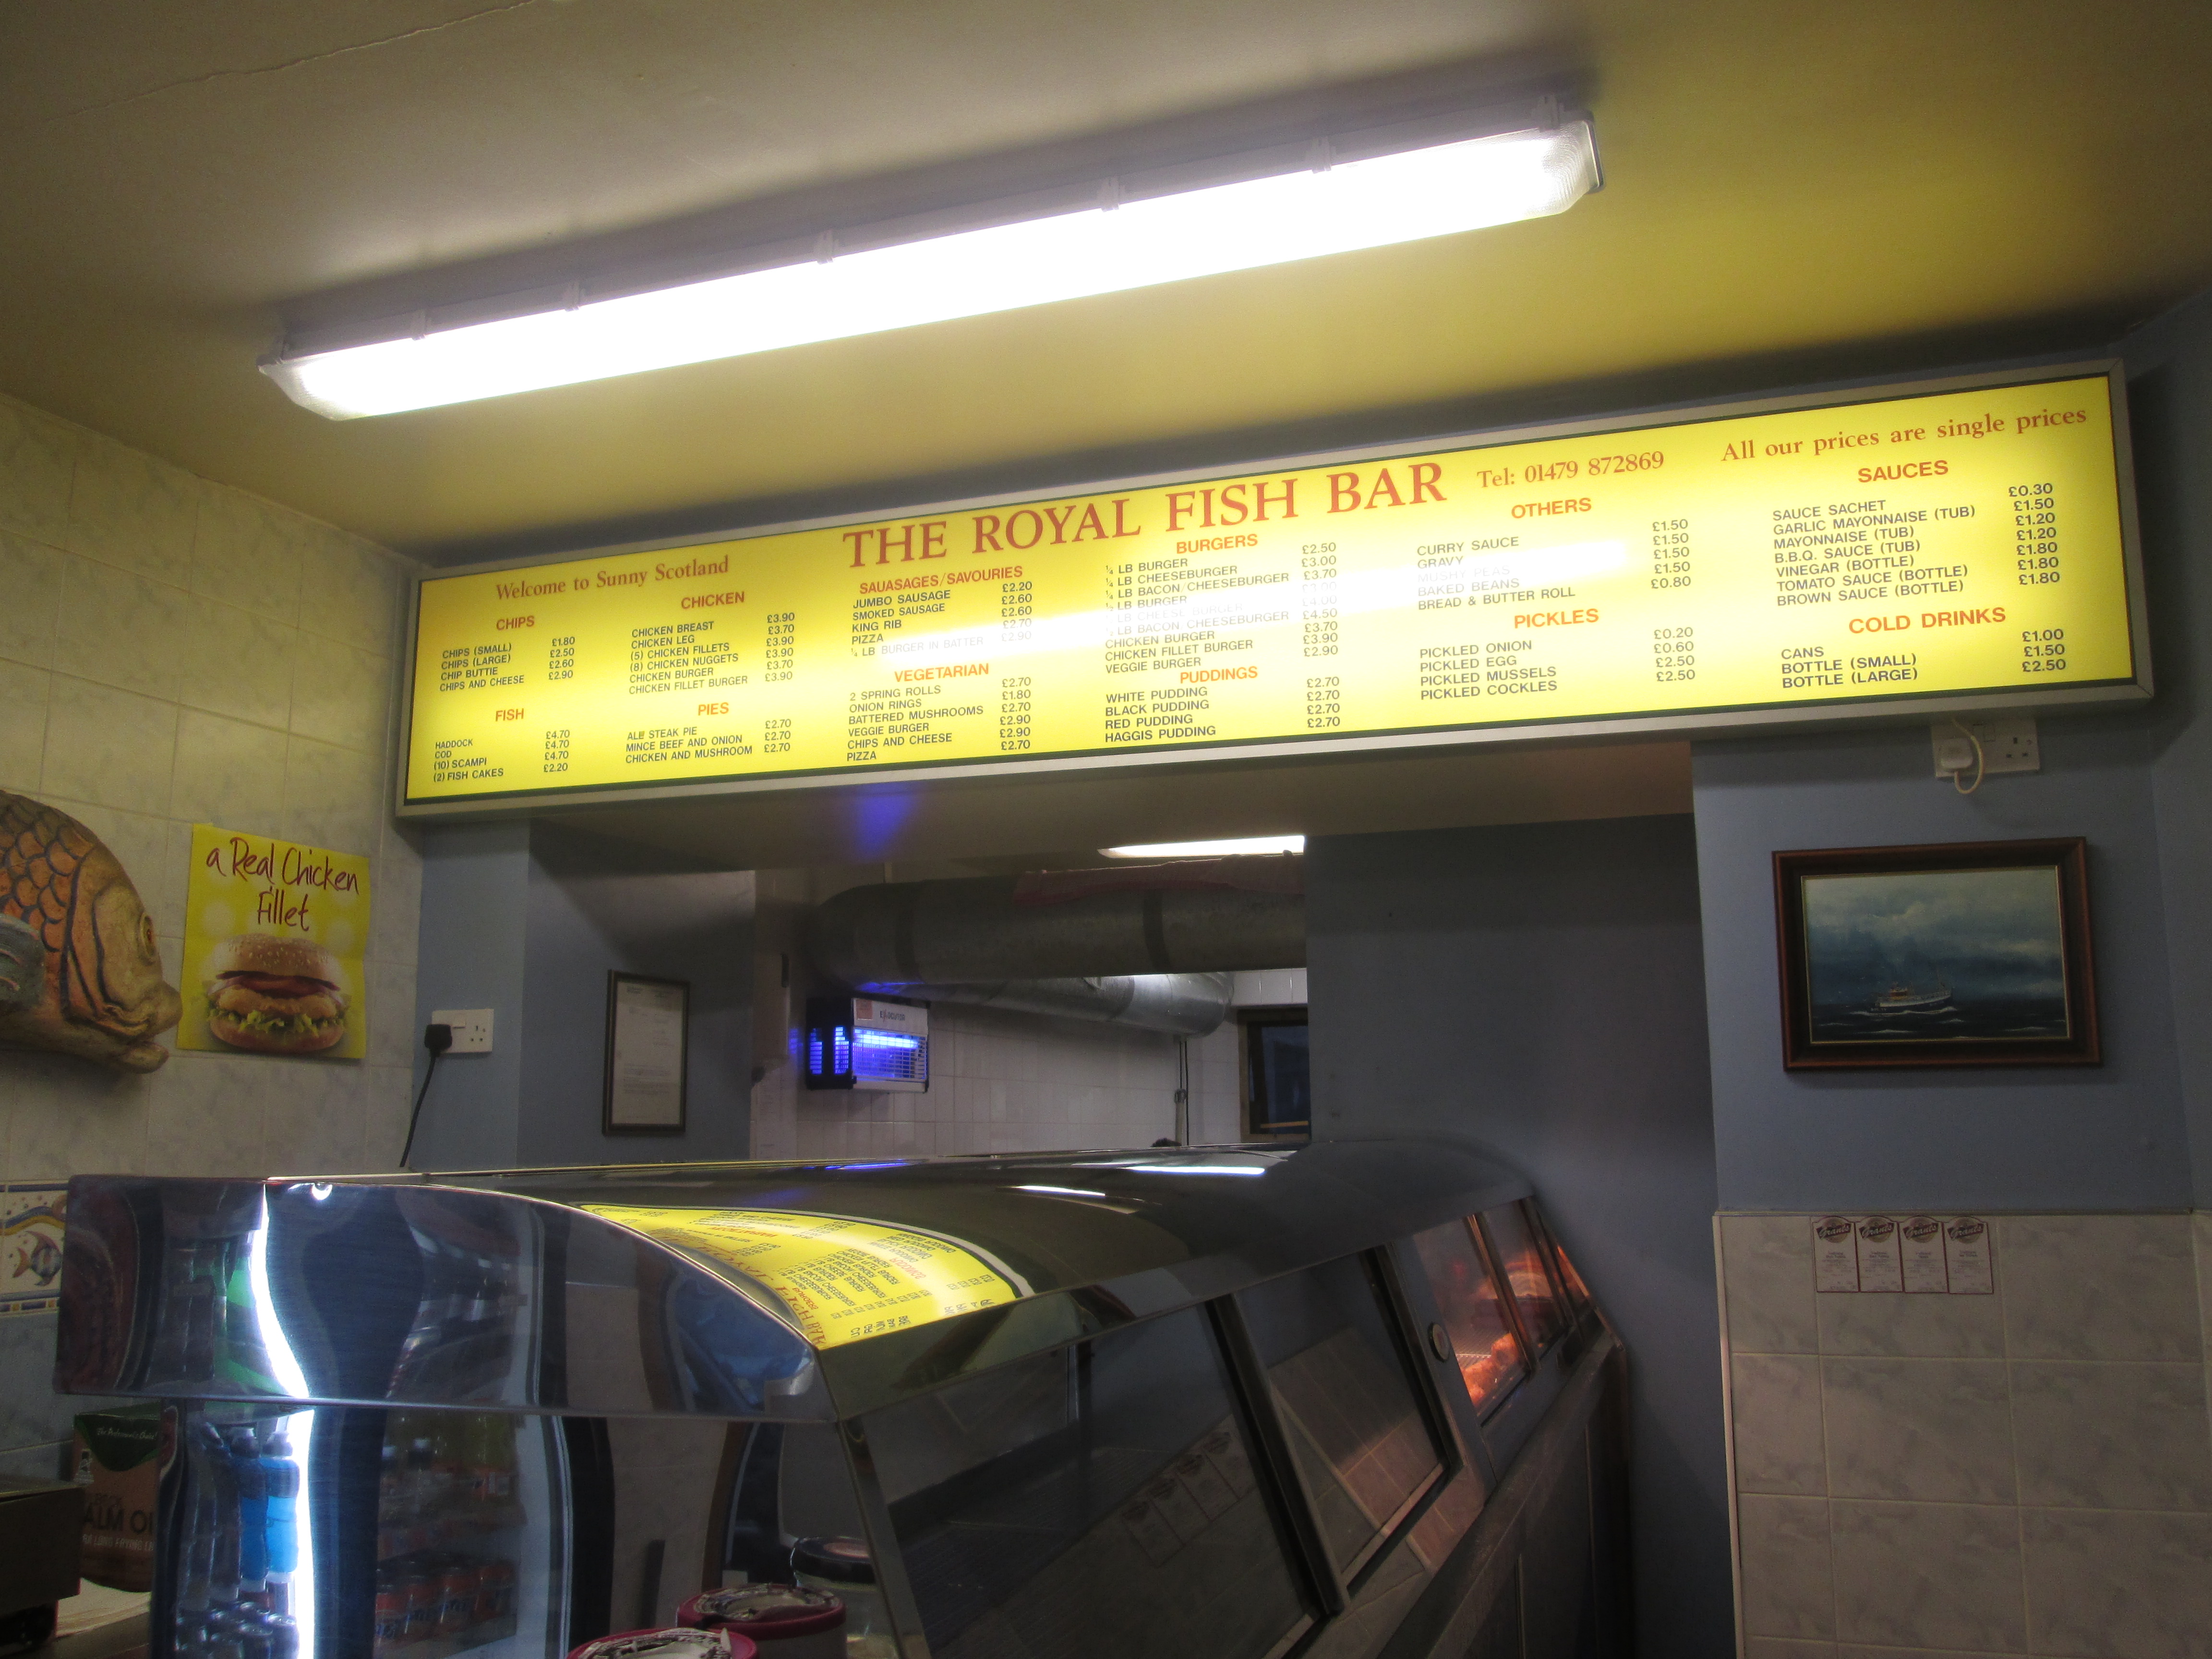 Welcome to Sunny Scotland
THE ROYAL FISH BAR
Tel: 01479 872869
All our prices are single prices
CHIPS
CHIPS (SMALL) £1.80
CHIPS (LARGE) £2.50
CHIP BUTTIE £2.60
CHIPS AND CHEESE £2.90
FISH
HADDOCK £4.70
COD £4.70
(10) SCAMPI £4.70
(2) FISH CAKES £2.20
CHICKEN
CHICKEN BREAST £3.90
CHICKEN LEG £3.70
(5) CHICKEN FILLETS £3.90
(8) CHICKEN NUGGETS £3.90
CHICKEN BURGER £3.70
CHICKEN FILLET BURGER £3.90
PIES
ALE STEAK PIE £2.70
MINCE BEEF AND ONION £2.70
CHICKEN AND MUSHROOM £2.70
SAUASAGES/SAVOURIES
JUMBO SAUSAGE £2.20
SMOKED SAUSAGE £2.60
KING RIB £2.60
PIZZA £2.70
¼ LB BURGER IN BATTER £2.90
VEGETARIAN
2 SPRING ROLLS £2.70
ONION RINGS £1.80
BATTERED MUSHROOMS £2.70
VEGGIE BURGER £2.90
CHIPS AND CHEESE £2.90
PIZZA £2.70
BURGERS
¼ LB BURGER £2.50
¼ LB CHEESEBURGER £3.00
¼ LB BACON/CHEESEBURGER £3.70
½ LB BURGER
½ LB CHEESE BURGER £4.00
½ LB BACON CHEESEBURGER £4.50
CHICKEN BURGER £3.70
CHICKEN FILLET BURGER £3.90
VEGGIE BURGER £2.90
PUDDINGS
WHITE PUDDING £2.70
BLACK PUDDING £2.70
RED PUDDING £2.70
HAGGIS PUDDING £2.70
OTHERS
CURRY SAUCE £1.50
GRAVY £1.50
MUSHY PEAS £1.50
BAKED BEANS £1.50
BREAD & BUTTER ROLL £0.80
PICKLES
PICKLED ONION £0.20
PICKLED EGG £0.60
PICKLED MUSSELS £2.50
PICKLED COCKLES £2.50
SAUCES
SAUCE SACHET £0.30
GARLIC MAYONNAISE (TUB) £1.50
MAYONNAISE (TUB) £1.20
B.B.Q. SAUCE (TUB) £1.20
VINEGAR (BOTTLE) £1.80
TOMATO SAUCE (BOTTLE) £1.80
BROWN SAUCE (BOTTLE) £1.80
COLD DRINKS
CANS £1.00
BOTTLE (SMALL) £1.50
BOTTLE (LARGE) £2.50
a Real Chicken
Fillet
Grants Grants Grants Grants